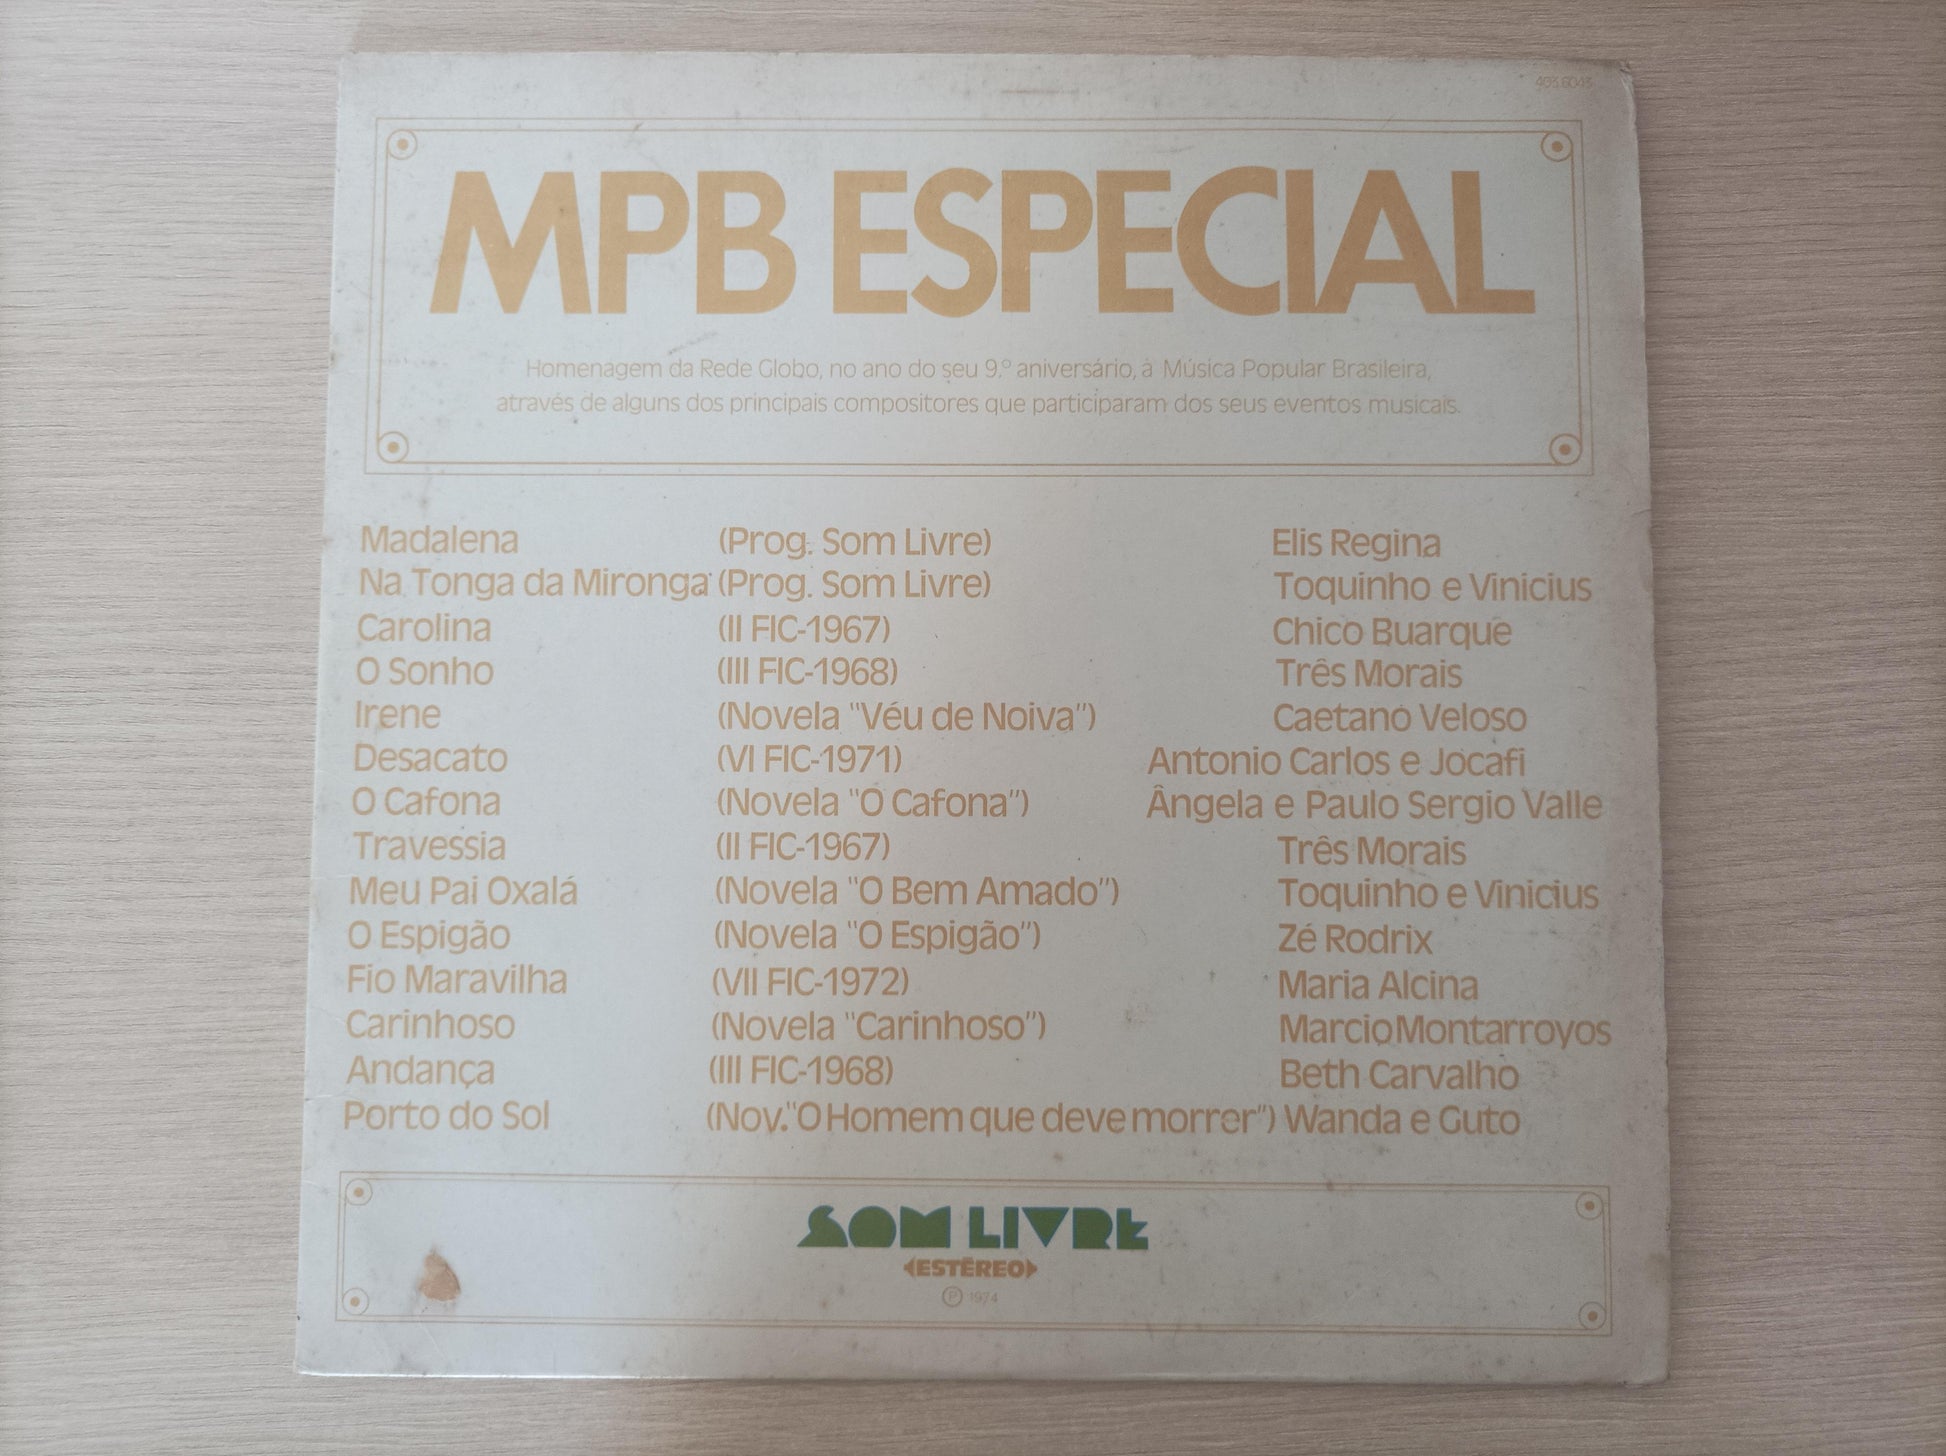 403.6043
MPB ESPECIAL
Homenagem da Rede Globo, no ano do seu 9.º aniversário, à Música Popular Brasileira,
através de alguns dos principais compositores que participaram dos seus eventos musicais.
Madalena (Prog. Som Livre) Elis Regina
Na Tonga da Mironga (Prog. Som Livre) Toquinho e Vinicius
Carolina (II FIC-1967) Chico Buarque
O Sonho (III FIC-1968) Três Morais
Irene (Novela "Véu de Noiva") Caetano Veloso
Desacato (VI FIC-1971) Antonio Carlos e Jocafi
O Cafona (Novela "O Cafona") Ângela e Paulo Sergio Valle
Travessia (II FIC-1967) Três Morais
Meu Pai Oxalá (Novela "O Bem Amado") Toquinho e Vinicius
O Espigão (Novela "O Espigão") Zé Rodrix
Fio Maravilha (VII FIC-1972) Maria Alcina
Carinhoso (Novela "Carinhoso") Marcio Montarroyos
Andança (III FIC-1968) Beth Carvalho
Porto do Sol (Nov. "O Homem que deve morrer") Wanda e Guto
SOM LIVRE
ESTÉREO
℗ 1974